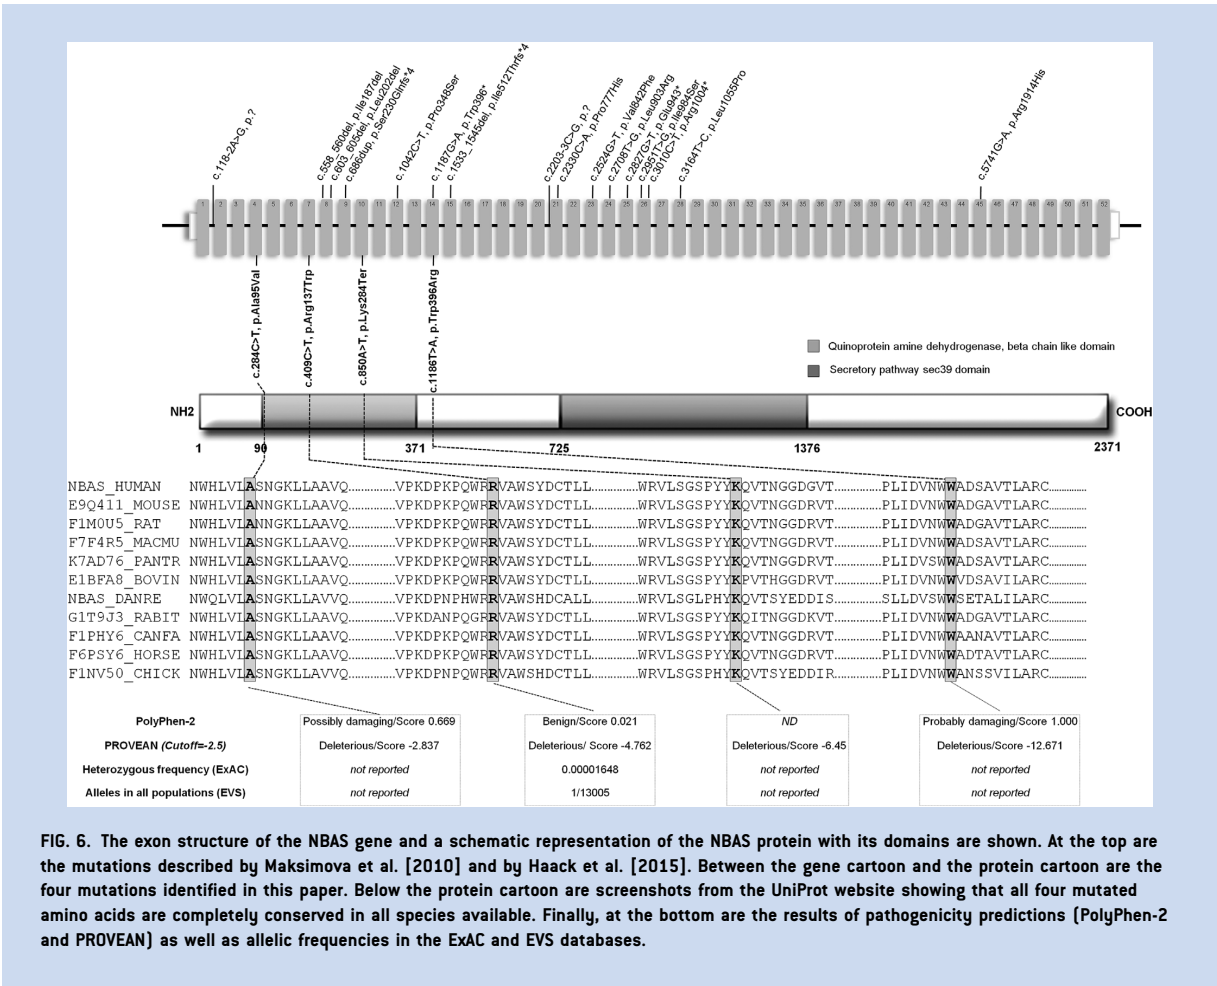 c.118-2A>G, p.?
c.558_560del, p.Ile187del
c.603_605del, p.Leu202del
c.686dup, p.Ser230Glnfs*4
c.1042C>T, p.Pro348Ser
c.1187G>A, p.Trp396*
c.1533_1545del, p.Ile512Thrfs*4
c.2203-3C>G, p.?
c.2330C>A, p.Pro777His
c.2524G>T, p.Val842Phe
c.2708T>G, p.Leu903Arg
c.2827G>T, p.Glu943*
c.2951T>G, p.Ile984Ser
c.3010C>T, p.Arg1004*
c.3164T>C, p.Leu1055Pro
c.5741G>A, p.Arg1914His
1 2 3 4 5 6 7 8 9 10 11 12 13 14 15 16 17 18 19 20 21 22 23 24 25 26 27 28 29 30 31 32 33 34 35 36 37 38 39 40 41 42 43 44 45 46 47 48 49 50 51 52
c.284C>T, p.Ala95Val
c.409C>T, p.Arg137Trp
c.850A>T, p.Lys284Ter
c.1186T>A, p.Trp396Arg
Quinoprotein amine dehydrogenase, beta chain like domain
Secretory pathway sec39 domain
NH2 COOH
1 90 371 725 1376 2371
NBAS_HUMAN NWHLVLASNGKLLAAVQ..............VPKDPKPQWRRVAWSYDCTLL..............WRVLSGSPYYKQVTNGGDGVT..............PLIDVNWWADSAVTLARC..............
E9Q411_MOUSE NWHLVLANNGKLLAAVQ..............VPKDPKPQWRRVAWSYDCTLL..............WRVLSGSPYYKQVTNGGDRVT..............PLIDVNWWADGAVTLARC..............
F1M0U5_RAT NWHLVLANNGKLLAAVQ..............VPKDPKPQWRRVAWSYDCTLL..............WRVLSGSPYYKQVTNGGDRVT..............PLIDVNWWADGAVTLARC..............
F7F4R5_MACMU NWHLVLASNGKLLAAVQ..............VPKDPKPQWRRVAWSYDCTLL..............WRVLSGSPYYKQVTNGGDRVT..............PLIDVNWWADSAVTLARC..............
K7AD76_PANTR NWHLVLASNGKLLAAVQ..............VPKDPKPQWRRVAWSYDCTLL..............WRVLSGSPYYKQVTNGGDGVT..............PLIDVSWWADSAVTLARC..............
E1BFA8_BOVIN NWHLVLASNGKLLAAVQ..............VPKDPKPQWRRVAWSYDCTLL..............WRVLSGSPYYKPVTHGGDRVT..............PLIDVNWWVDSAVILARC..............
NBAS_DANRE NWQLVLASNGKLLAVVQ..............VPKDPNPHWRRVAWSHDCALL..............WRVLSGLPHYKQVTSYEDDIS..............SLLDVSWWSETALILARC..............
G1T9J3_RABIT NWHLVLASNGKLLAAVQ..............VPKDANPQGRRVAWSYDCTLL..............WRVLSGSPYYKQITNGGDKVT..............PLIDVNWWADSAVTLARC..............
F1PHY6_CANFA NWHLVLASNGKLLAAVQ..............VPKDPKPQWRRVAWSYDCTLL..............WRVLSGSPYYKQVTNGGDRVT..............PLIDVNWWAANAVTLARC..............
F6PSY6_HORSE NWHLVLASNGKLLAAVQ..............VPKDPKPQWRRVAWSYDCTLL..............WRVLSGSPYYKQVTNGGDRVT..............PLIDVNWWADTAVTLARC..............
F1NV50_CHICK NWHLVLASNGKLLAAVQ..............VPKDPNPQWRRVAWSHDCTLL..............WRVLSGSPHYKQVTSYEDDIR..............PLIDVNWWANSSVILARC..............
PolyPhen-2 Possibly damaging/Score 0.669 Benign/Score 0.021 ND Probably damaging/Score 1.000
PROVEAN (Cutoff=-2.5) Deleterious/Score -2.837 Deleterious/ Score -4.762 Deleterious/Score -6.45 Deleterious/Score -12.671
Heterozygous frequency (ExAC) not reported 0.00001648 not reported not reported
Alleles in all populations (EVS) not reported 1/13005 not reported not reported
FIG. 6. The exon structure of the NBAS gene and a schematic representation of the NBAS protein with its domains are shown. At the top are
the mutations described by Maksimova et al. [2010] and by Haack et al. [2015]. Between the gene cartoon and the protein cartoon are the
four mutations identified in this paper. Below the protein cartoon are screenshots from the UniProt website showing that all four mutated
amino acids are completely conserved in all species available. Finally, at the bottom are the results of pathogenicity predictions (PolyPhen-2
and PROVEAN) as well as allelic frequencies in the ExAC and EVS databases.